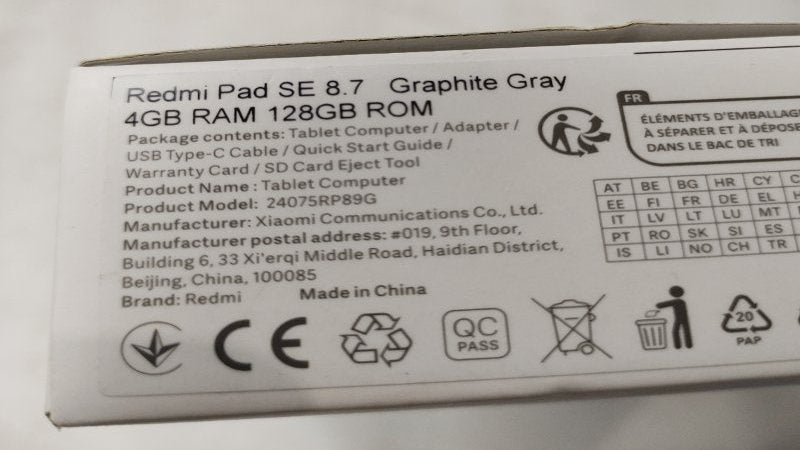 Redmi Pad SE 8.7 Graphite Gray
4GB RAM 128GB ROM
Package contents: Tablet Computer / Adapter /
USB Type-C Cable / Quick Start Guide /
Warranty Card / SD Card Eject Tool
Product Name : Tablet Computer
Product Model: 24075RP89G
Manufacturer: Xiaomi Communications Co., Ltd.
Manufacturer postal address: #019, 9th Floor,
Building 6, 33 Xi'erqi Middle Road, Haidian District,
Beijing, China, 100085
Brand: Redmi Made in China
CE
QC
PASS
20
PAP
FR
ÉLÉMENTS D'EMBALLAG
À SÉPARER ET À DÉPOSE
DANS LE BAC DE TRI
AT BE BG HR CY
EE FI FR DE EL
IT LV LT LU MT
PT RO SK SI ES
IS LI NO CH TR